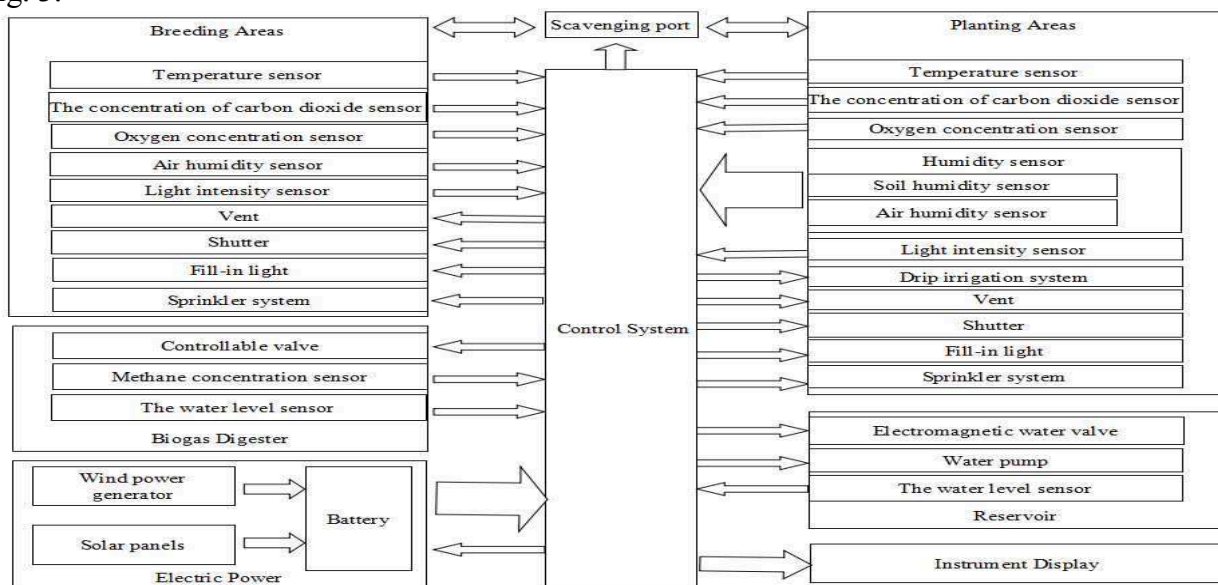 Breeding Areas
Temperature sensor
The concentration of carbon dioxide sensor
Oxygen concentration sensor
Air humidity sensor
Light intensity sensor
Vent
Shutter
Fill-in light
Sprinkler system
Controllable valve
Methane concentration sensor
The water level sensor
Biogas Digester
Wind power
generator
Solar panels
Battery
Electric Power
Scavenging port
Control System
Planting Areas
Temperature sensor
The concentration of carbon dioxide sensor
Oxygen concentration sensor
Humidity sensor
Soil humidity sensor
Air humidity sensor
Light intensity sensor
Drip irrigation system
Vent
Shutter
Fill-in light
Sprinkler system
Electromagnetic water valve
Water pump
The water level sensor
Reservoir
Instrument Display